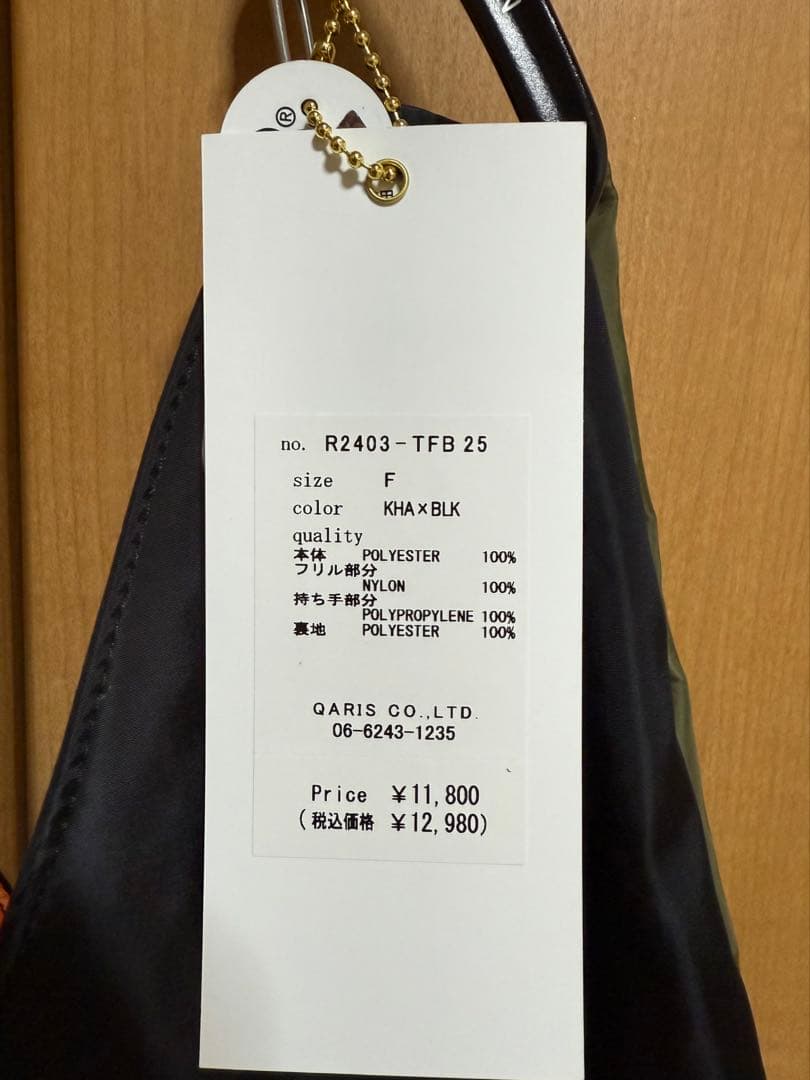 ®
no. R2403-TFB 25
size F
color KHA×BLK
quality
本体 POLYESTER 100%
フリル部分
NYLON 100%
持ち手部分
POLYPROPYLENE 100%
裏地 POLYESTER 100%
QARIS CO.,LTD.
06-6243-1235
Price ¥11,800
(税込価格 ¥12,980)